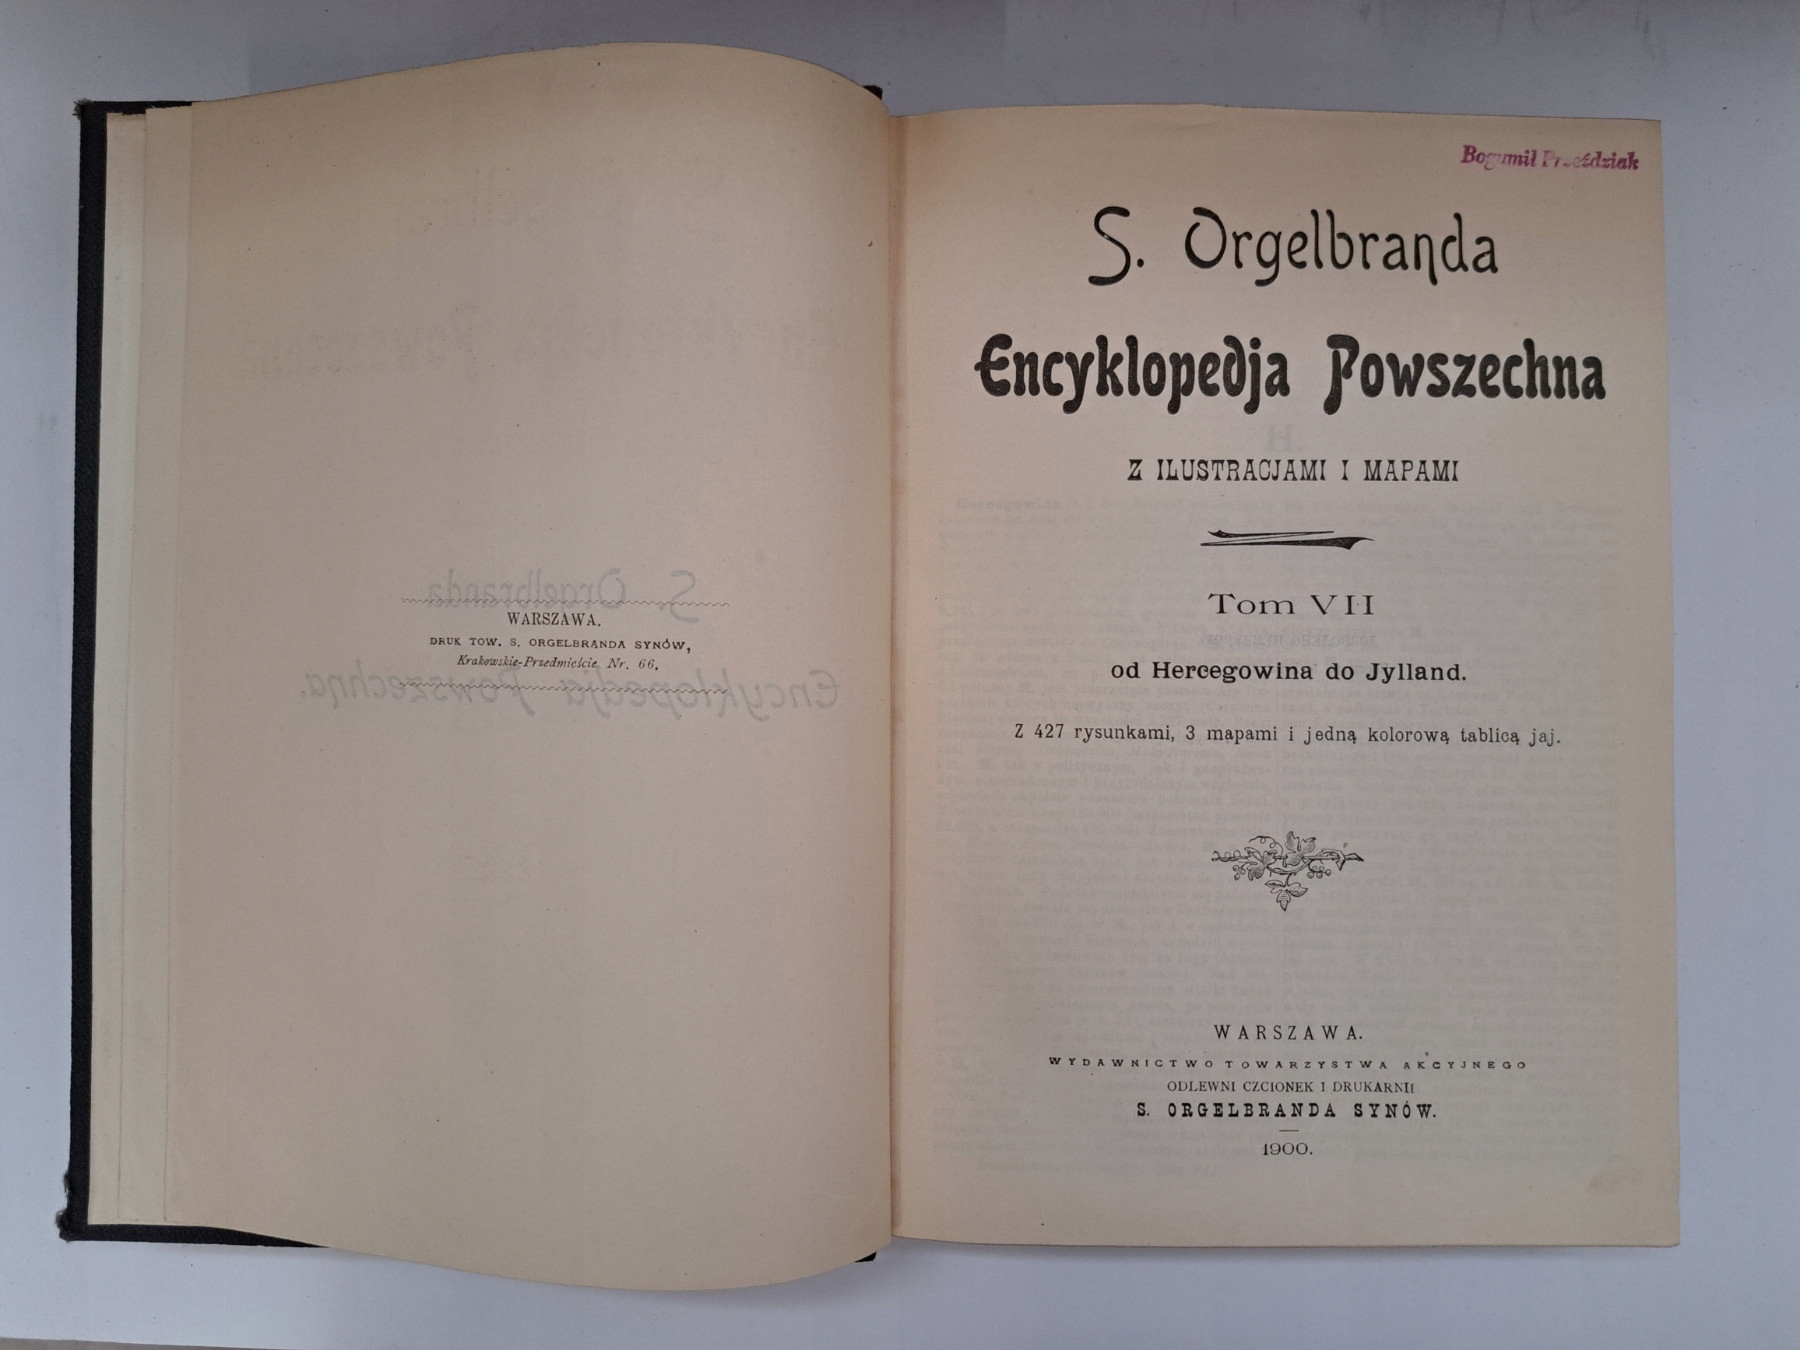 WARSZAWA.
DRUK TOW. S. ORGELBRANDA SYNÓW,
Krakowskie-Przedmieście Nr. 66.
Bogumił Przeździak
S. Orgelbranda
Encyklopedja Powszechna
Z ILUSTRACJAMI I MAPAMI
Tom VII
od Hercegowina do Jylland.
Z 427 rysunkami, 3 mapami i jedną kolorową tablicą jaj.
WARSZAWA.
WYDAWNICTWO TOWARZYSTWA AKCYJNEGO
ODLEWNI CZCIONEK I DRUKARNII
S. ORGELBRANDA SYNÓW.
1900.